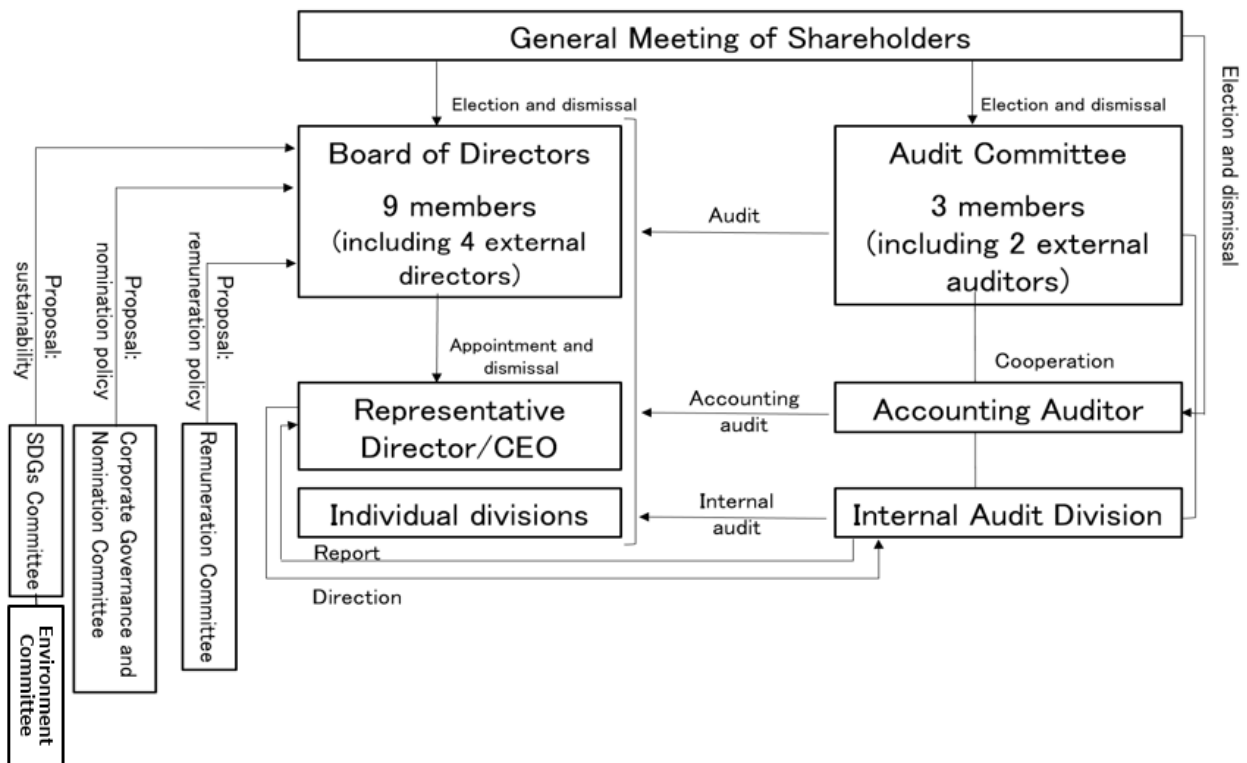 General Meeting of Shareholders
Election and dismissal
Election and dismissal
Election and dismissal
Board of Directors
9 members
(including 4 external
directors)
Audit Committee
3 members
(including 2 external
auditors)
Audit
Proposal:
sustainability
Proposal:
nomination policy
Proposal:
remuneration policy
Appointment and
dismissal
Cooperation
Representative
Director/CEO
Accounting
audit
Accounting Auditor
Individual divisions
Internal
audit
Internal Audit Division
Report
Direction
SDGs Committee
Corporate Governance and
Nomination Committee
Remuneration Committee
Environment
Committee